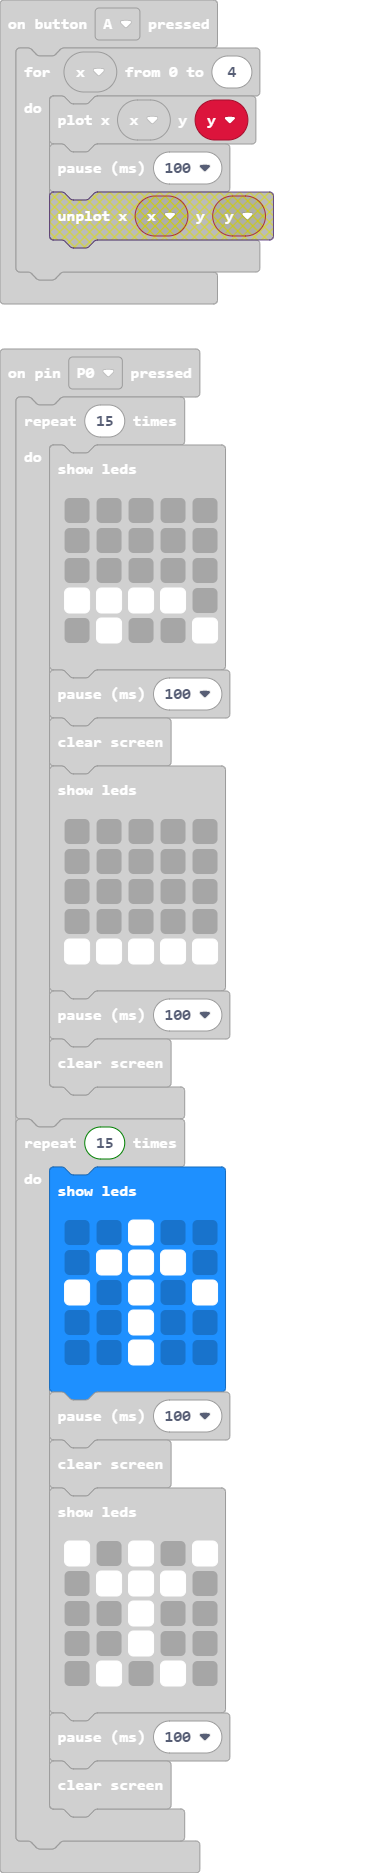 on button A pressed
for x from 0 to 4
do
plot x x y y
pause (ms) 100
unplot x x y y
on pin P0 pressed
repeat 15 times
do
show leds
pause (ms) 100
clear screen
show leds
pause (ms) 100
clear screen
repeat 15 times
do
show leds
pause (ms) 100
clear screen
show leds
pause (ms) 100
clear screen